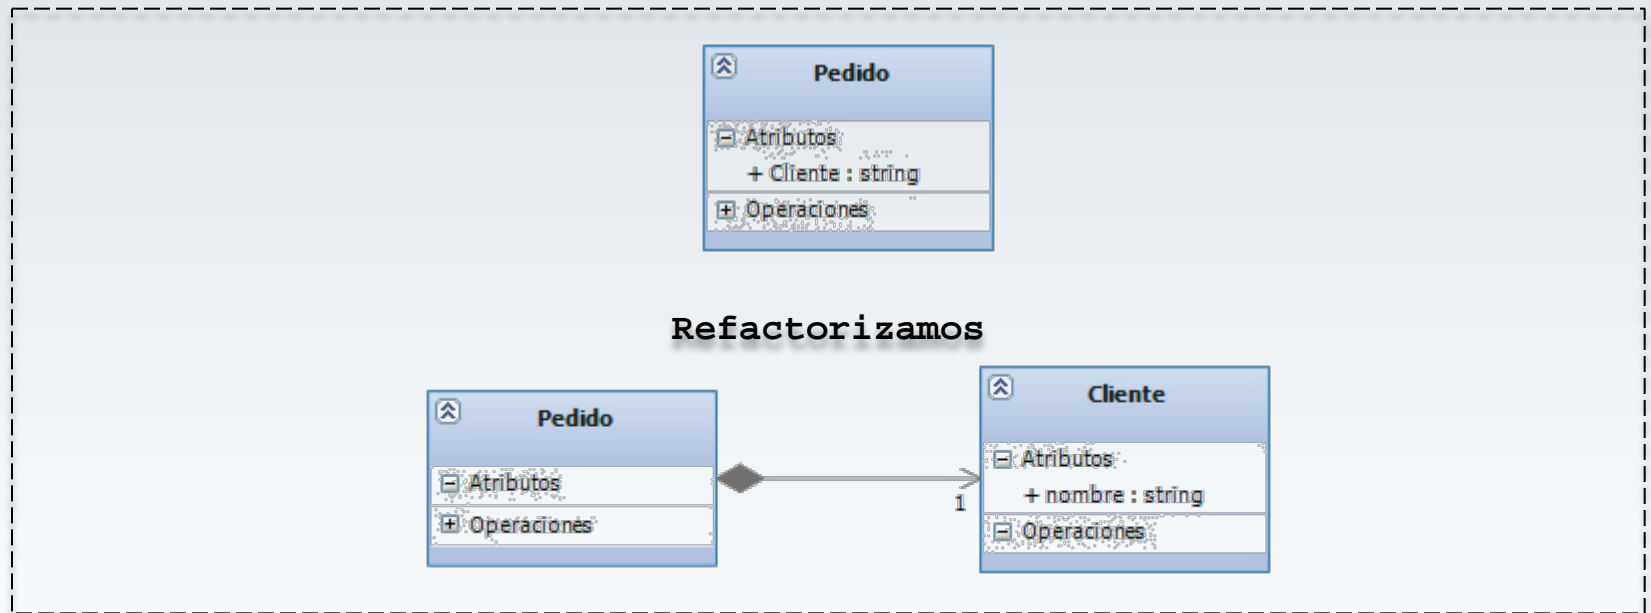 Pedido
Atributos
+ Cliente : string
Operaciones
Refactorizamos
Pedido
Atributos
Operaciones
1
Cliente
Atributos
+ nombre : string
Operaciones